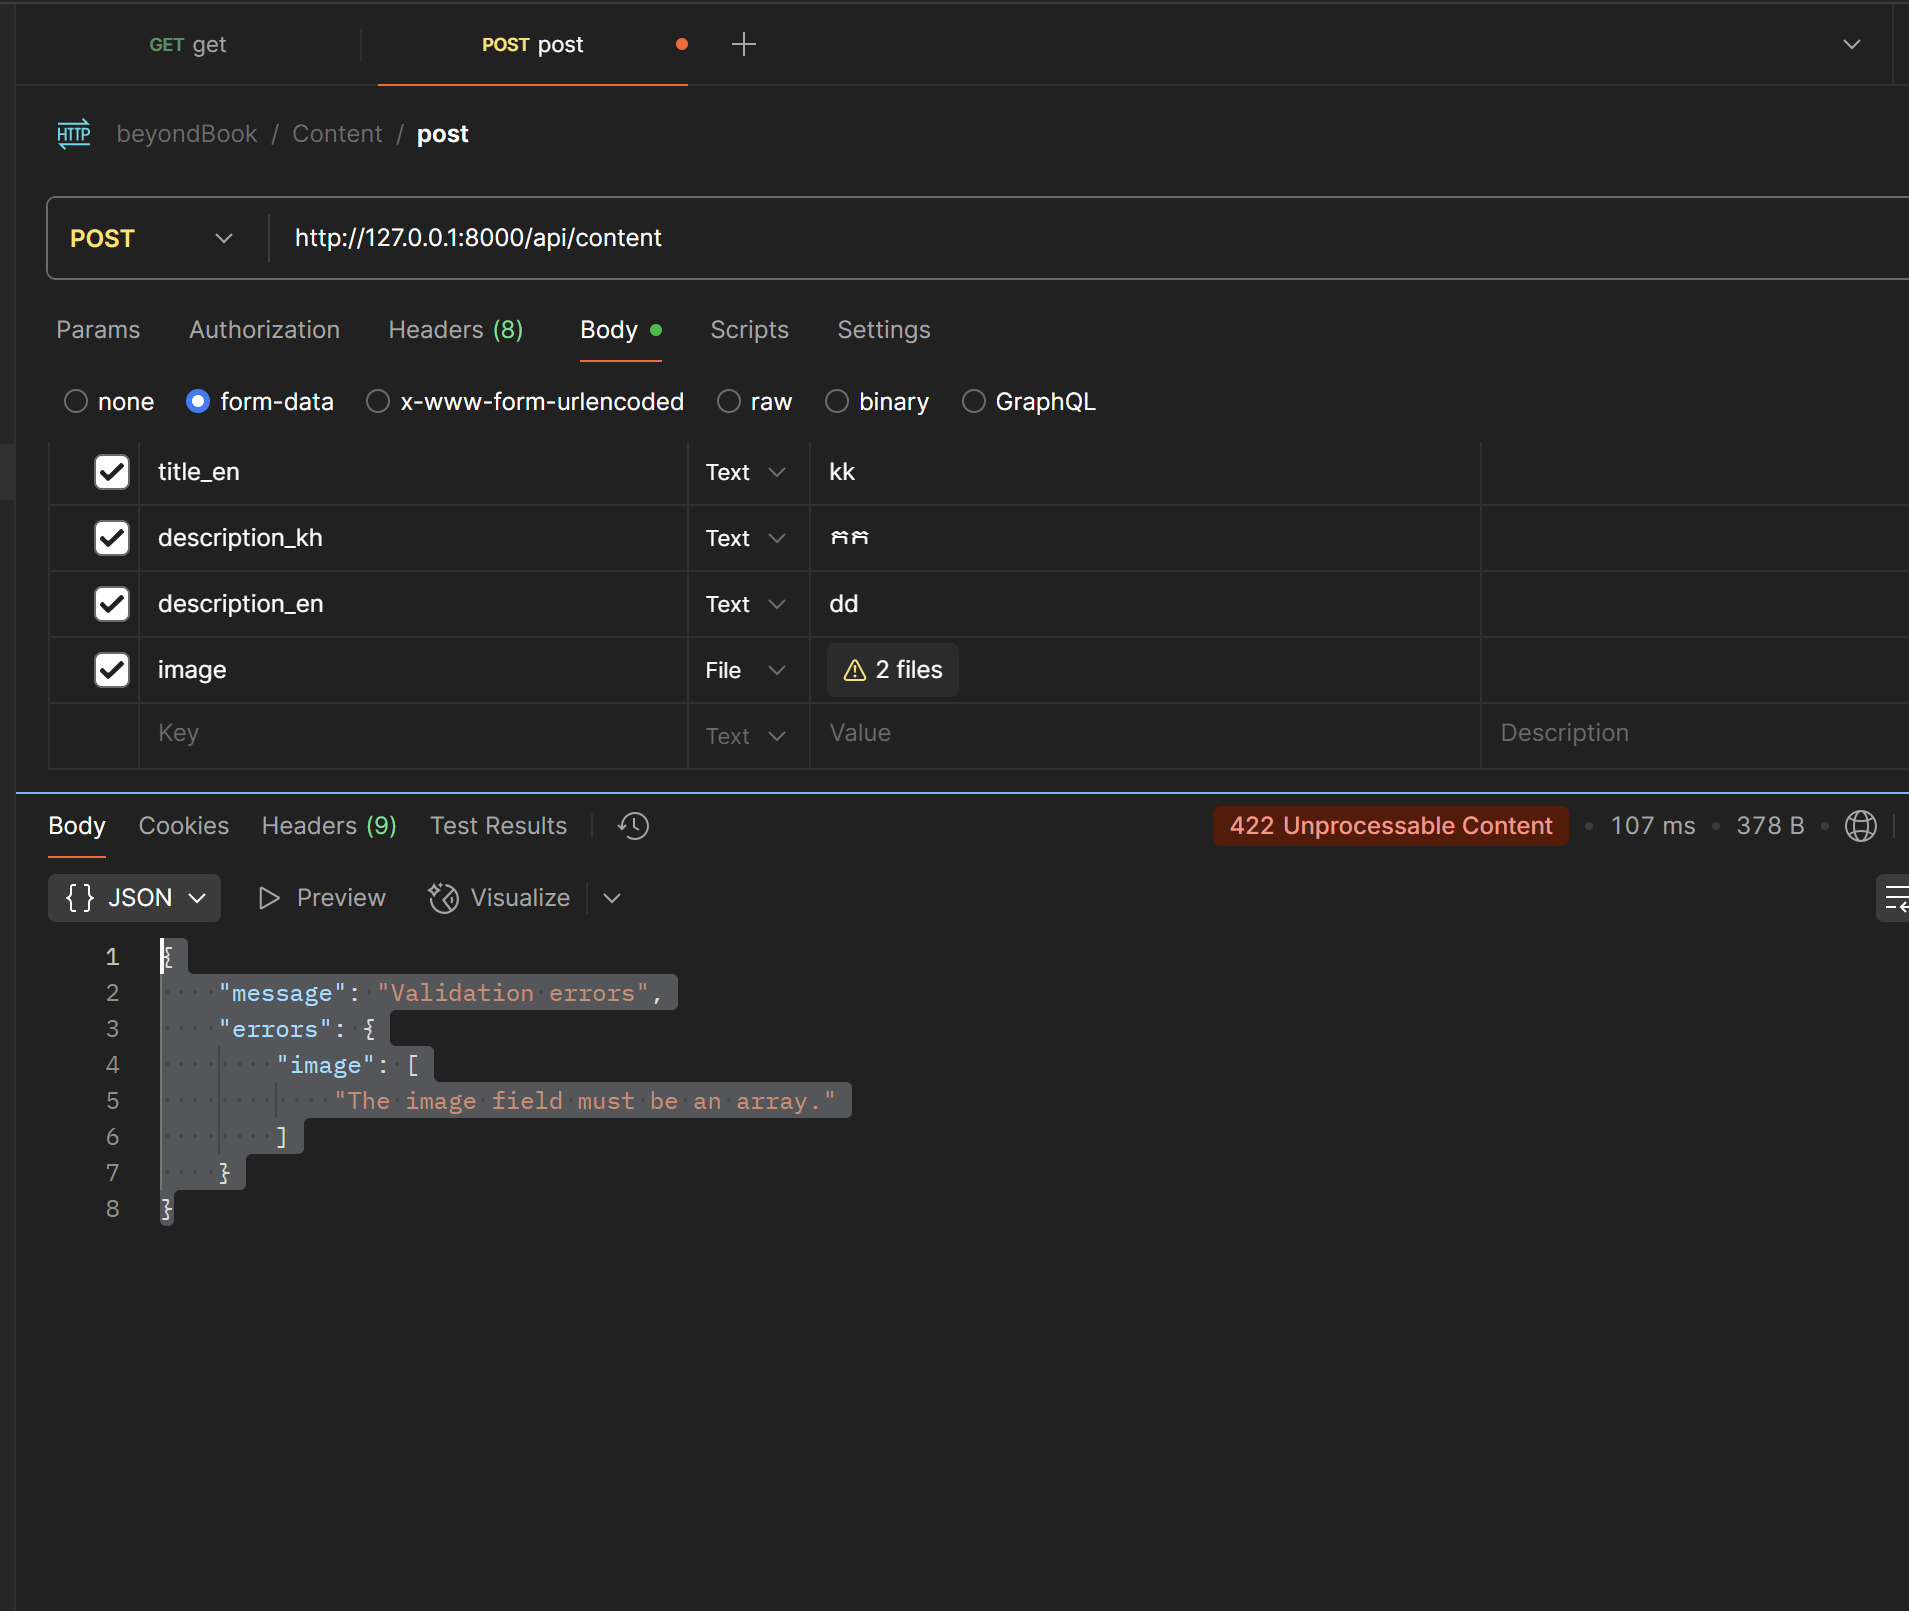 GET get POST post
HTTP beyondBook / Content / post
POST http://127.0.0.1:8000/api/content
Params Authorization Headers (8) Body Scripts Settings
none form-data x-www-form-urlencoded raw binary GraphQL
title_en Text kk
description_kh Text កក
description_en Text dd
image File 2 files
Key Text Value Description
Body Cookies Headers (9) Test Results 422 Unprocessable Content 107 ms 378 B
{} JSON Preview Visualize
1 {
2 "message": "Validation errors",
3 "errors": {
4 "image": [
5 "The image field must be an array."
6 ]
7 }
8 }